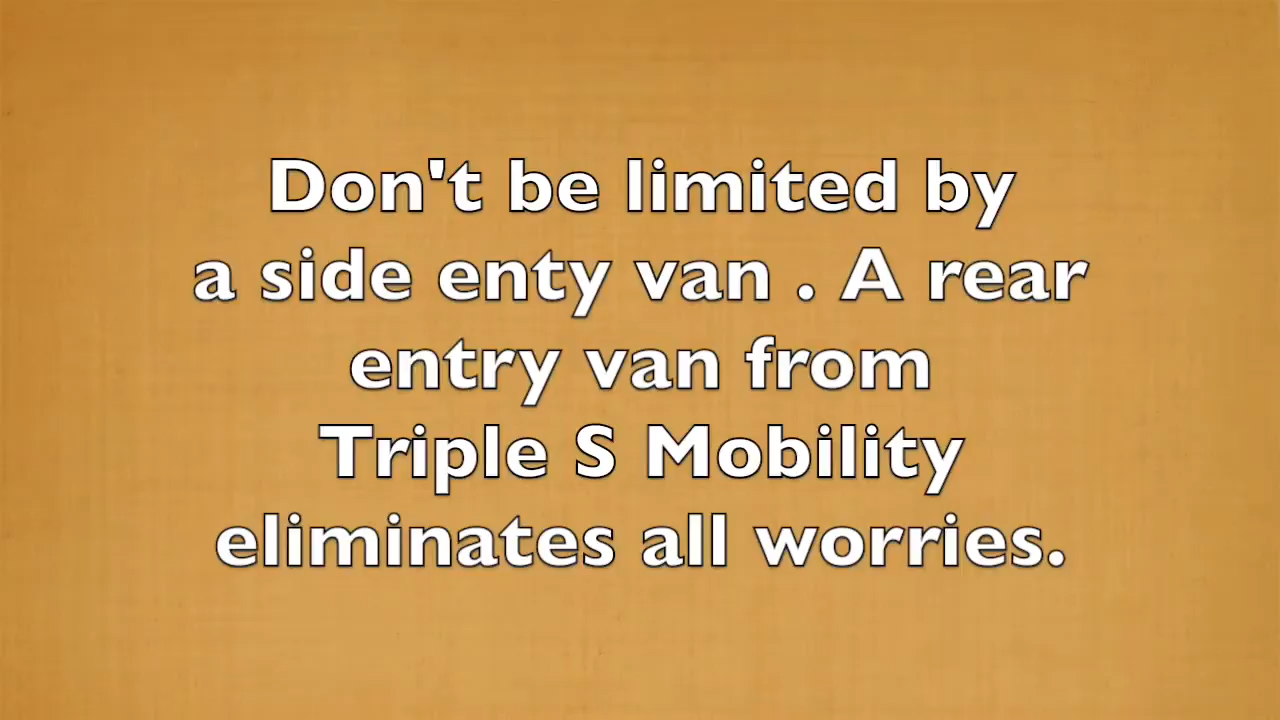 Don't be limited by
a side enty van . A rear
entry van from
Triple S Mobility
eliminates all worries.